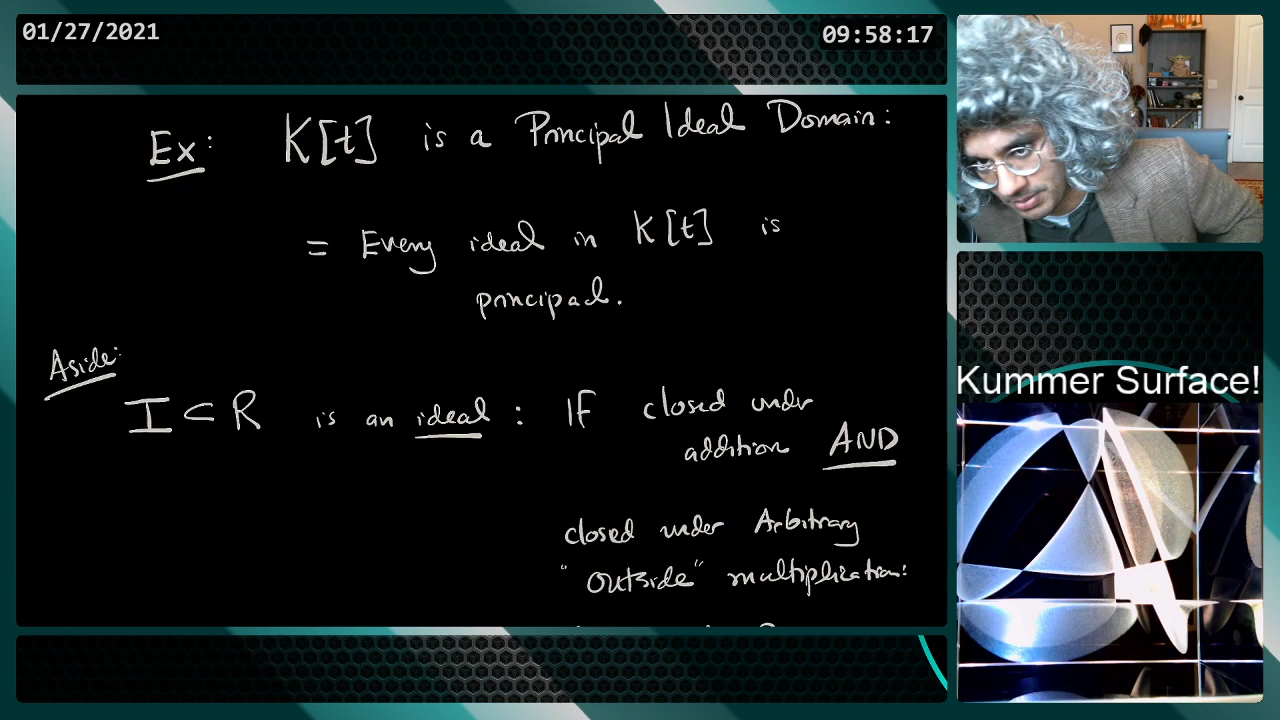 01/27/2021
09:58:17
Ex: K[t] is a Principal Ideal Domain:
= Every ideal in K[t] is
principal.
Aside:
I ⊂ R is an ideal : IF closed under
addition AND
closed under Arbitrary
"outside" multiplication:
Kummer Surface!